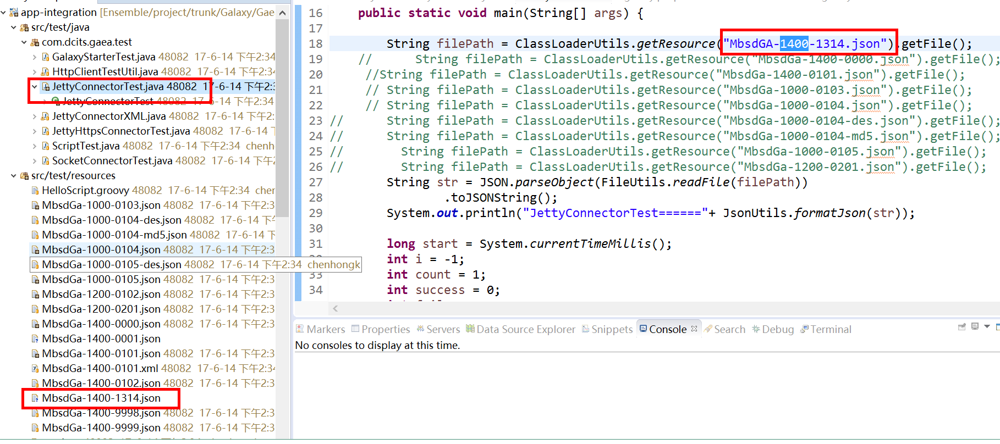 app-integration [Ensemble/project/trunk/Galaxy/Gae
src/test/java
com.dcits.gaea.test
GalaxyStarterTest.java 48082 17-6-14 下午2:34
HttpClientTestUtil.java 48082 17-6-14 下午2:34
JettyConnectorTest.java 48082 17-6-14 下午2:3
JettyConnectorTest 48082 17-6-14 下午2:34
JettyConnectorXML.java 48082 17-6-14 下午2:
JettyHttpsConnectorTest.java 48082 17-6-14
ScriptTest.java 48082 17-6-14 下午2:34 chenh
SocketConnectorTest.java 48082 17-6-14 下午2:
src/test/resources
HelloScript.groovy 48082 17-6-14 下午2:34 chen
MbsdGa-1000-0103.json 48082 17-6-14 下午2:3
MbsdGa-1000-0104-des.json 48082 17-6-14 下午
MbsdGa-1000-0104-md5.json 48082 17-6-14 下
MbsdGa-1000-0104.json 48082 17-6-14 下午2:3
MbsdGa-1000-0105-des.json 48082 17-6-14 下午2:34 chenhongk
MbsdGa-1000-0105.json 48082 17-6-14 下午2:3
MbsdGa-1200-0102.json 48082 17-6-14 下午2:3
MbsdGa-1200-0201.json 48082 17-6-14 下午2:3
MbsdGa-1400-0000.json 48082 17-6-14 下午2:3
MbsdGa-1400-0001.json
MbsdGa-1400-0101.json 48082 17-6-14 下午2:3
MbsdGa-1400-0101.xml 48082 17-6-14 下午2:34
MbsdGa-1400-0102.json 48082 17-6-14 下午2:3
MbsdGa-1400-1314.json
MbsdGa-1400-9998.json 48082 17-6-14 下午2:3
MbsdGa-1400-9999.json 48082 17-6-14 下午2:3
16 public static void main(String[] args) {
17
18 String filePath = ClassLoaderUtils.getResource("MbsdGA-1400-1314.json").getFile();
19 // String filePath = ClassLoaderUtils.getResource("MbsdGa-1400-0000.json").getFile();
20 //String filePath = ClassLoaderUtils.getResource("MbsdGa-1400-0101.json").getFile();
21 // String filePath = ClassLoaderUtils.getResource("MbsdGa-1000-0103.json").getFile();
22 // String filePath = ClassLoaderUtils.getResource("MbsdGa-1000-0104.json").getFile();
23 // String filePath = ClassLoaderUtils.getResource("MbsdGa-1000-0104-des.json").getFile();
24 // String filePath = ClassLoaderUtils.getResource("MbsdGa-1000-0104-md5.json").getFile();
25 // String filePath = ClassLoaderUtils.getResource("MbsdGa-1000-0105.json").getFile();
26 // String filePath = ClassLoaderUtils.getResource("MbsdGa-1200-0201.json").getFile();
27 String str = JSON.parseObject(FileUtils.readFile(filePath))
28 .toJSONString();
29 System.out.println("JettyConnectorTest======"+ JsonUtils.formatJson(str));
30
31 long start = System.currentTimeMillis();
int i = -1;
33 int count = 1;
34 int success = 0;
Markers Properties Servers Data Source Explorer Snippets Console Search Debug Terminal
No consoles to display at this time.